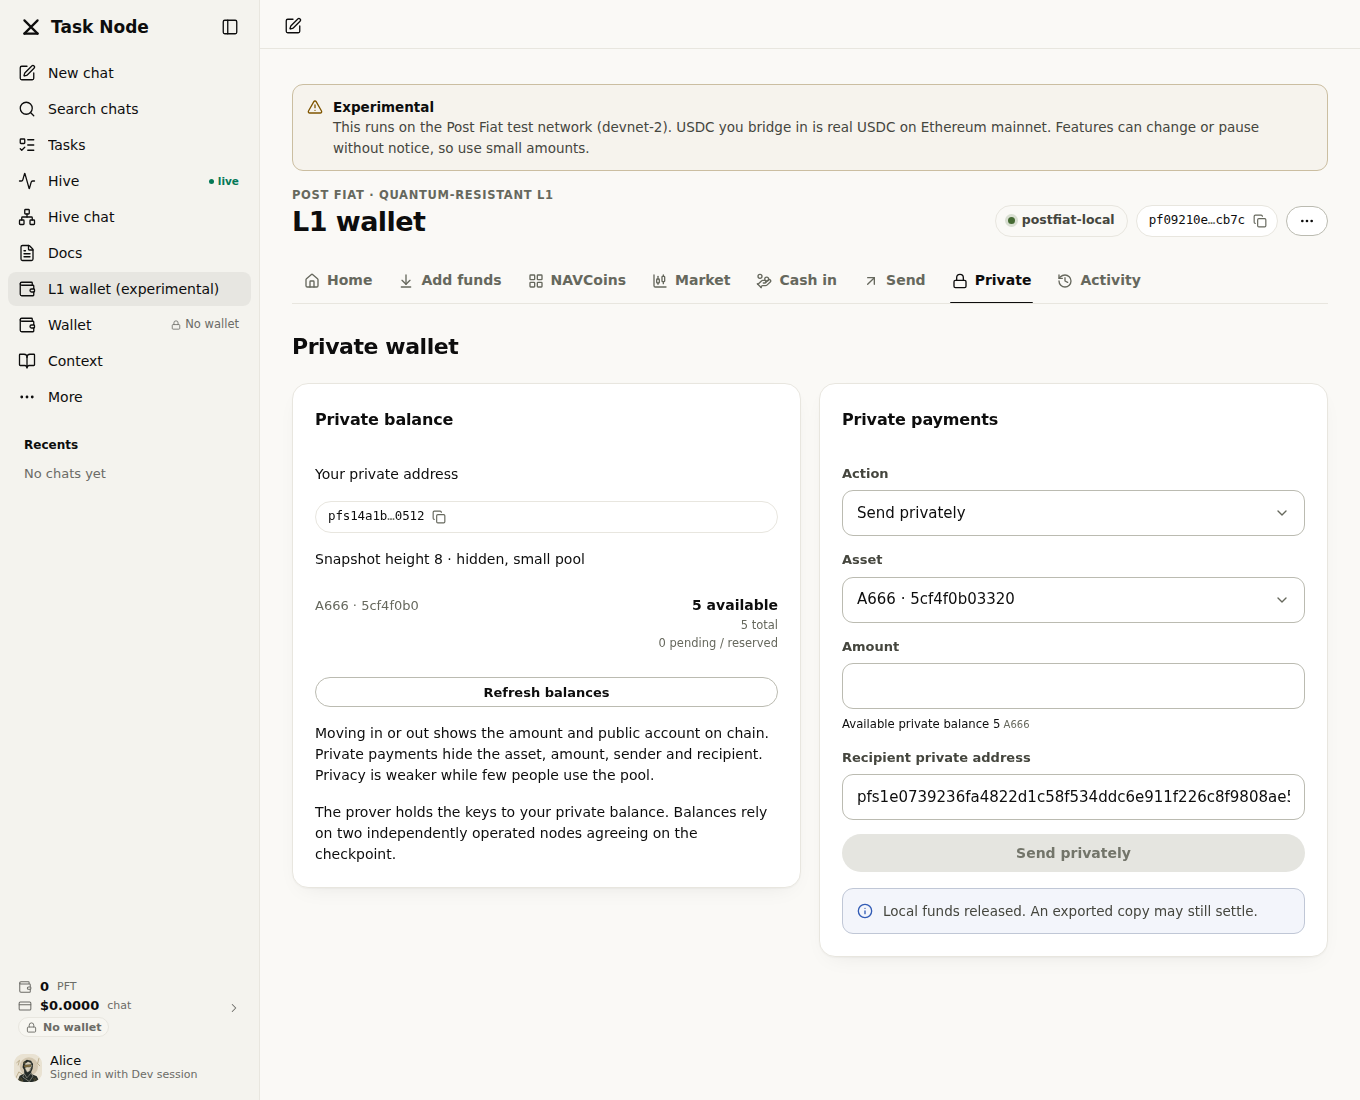 Task Node
New chat
Search chats
Tasks
Hive
live
Hive chat
Docs
L1 wallet (experimental)
Wallet
No wallet
Context
More
Recents
No chats yet
0 PFT
$0.0000 chat
No wallet
Alice
Signed in with Dev session
Experimental
This runs on the Post Fiat test network (devnet-2). USDC you bridge in is real USDC on Ethereum mainnet. Features can change or pause
without notice, so use small amounts.
POST FIAT · QUANTUM-RESISTANT L1
L1 wallet
postfiat-local
pf09210e…cb7c
Home
Add funds
NAVCoins
Market
Cash in
Send
Private
Activity
Private wallet
Private balance
Your private address
pfs14a1b…0512
Snapshot height 8 · hidden, small pool
A666 · 5cf4f0b0
5 available
5 total
0 pending / reserved
Refresh balances
Moving in or out shows the amount and public account on chain.
Private payments hide the asset, amount, sender and recipient.
Privacy is weaker while few people use the pool.
The prover holds the keys to your private balance. Balances rely
on two independently operated nodes agreeing on the
checkpoint.
Private payments
Action
Send privately
Asset
A666 · 5cf4f0b03320
Amount
Available private balance 5 A666
Recipient private address
pfs1e0739236fa4822d1c58f534ddc6e911f226c8f9808ae
Send privately
Local funds released. An exported copy may still settle.